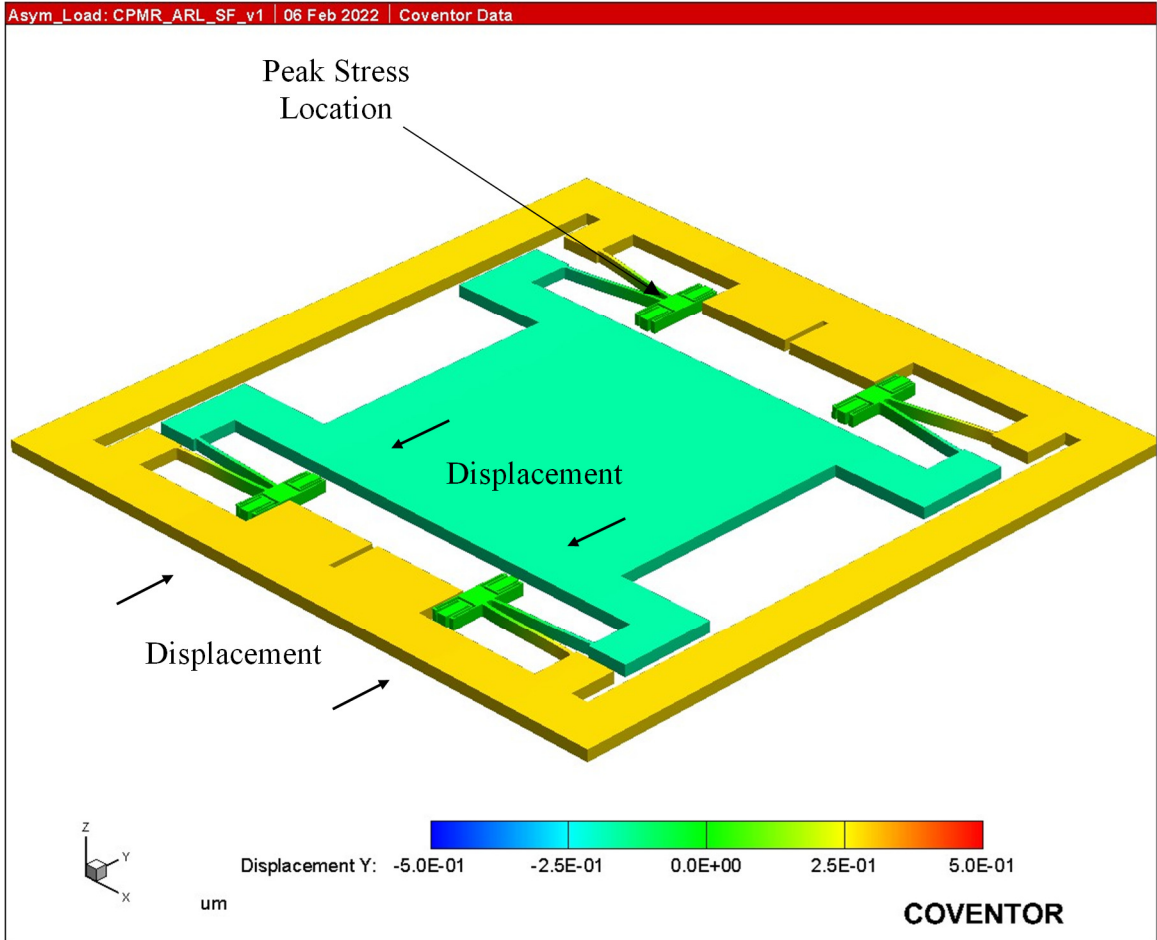 Asym_Load: CPMR_ARL_SF_v1 | 06 Feb 2022 | Coventor Data
Peak Stress
Location
Displacement
Displacement
Z
Y
X
um
Displacement Y: -5.0E-01 -2.5E-01 0.0E+00 2.5E-01 5.0E-01
COVENTOR